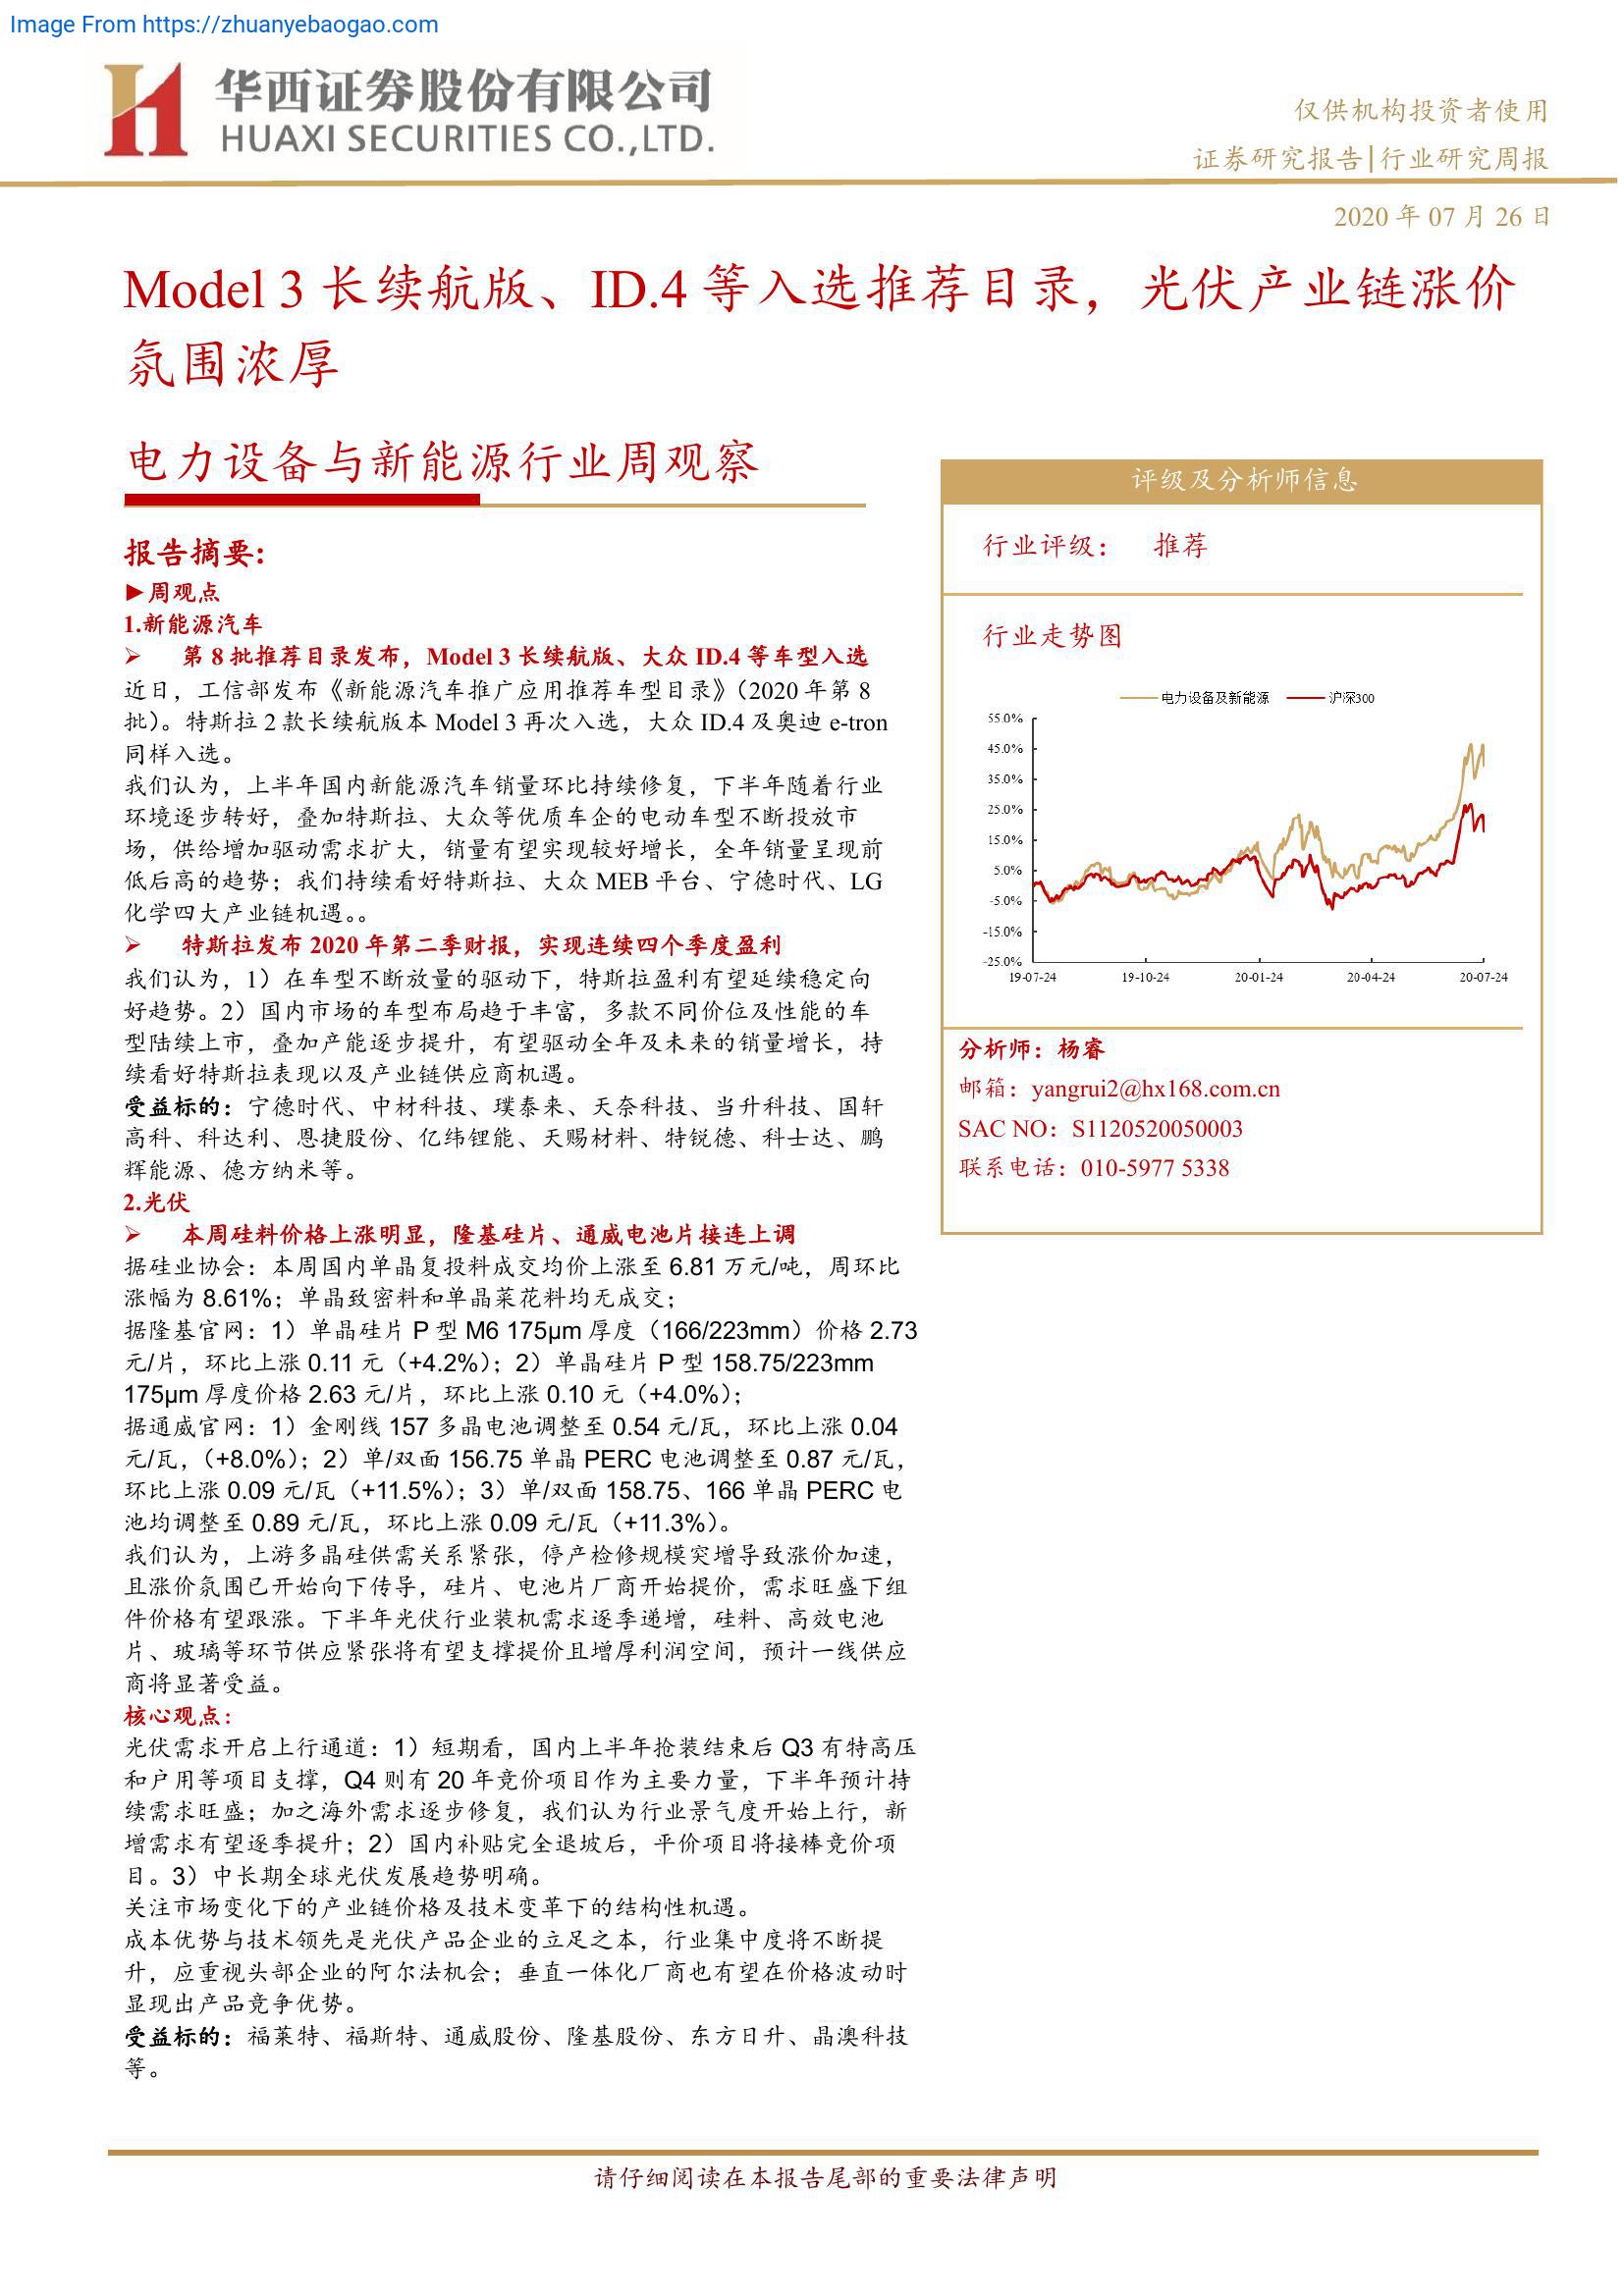 Image From https://zhuanyebaogao.com
华西证券股份有限公司
HUAXI SECURITIES CO.,LTD.
仅供机构投资者使用
证券研究报告|行业研究周报
2020 年 07 月 26 日
Model 3 长续航版、ID.4 等入选推荐目录，光伏产业链涨价
氛围浓厚
电力设备与新能源行业周观察
报告摘要:
►周观点
1.新能源汽车
➢ 第 8 批推荐目录发布，Model 3 长续航版、大众 ID.4 等车型入选
近日，工信部发布《新能源汽车推广应用推荐车型目录》（2020 年第 8
批）。特斯拉 2 款长续航版本 Model 3 再次入选，大众 ID.4 及奥迪 e-tron
同样入选。
我们认为，上半年国内新能源汽车销量环比持续修复，下半年随着行业
环境逐步转好，叠加特斯拉、大众等优质车企的电动车型不断投放市
场，供给增加驱动需求扩大，销量有望实现较好增长，全年销量呈现前
低后高的趋势；我们持续看好特斯拉、大众 MEB 平台、宁德时代、LG
化学四大产业链机遇。。
➢ 特斯拉发布 2020 年第二季财报，实现连续四个季度盈利
我们认为，1）在车型不断放量的驱动下，特斯拉盈利有望延续稳定向
好趋势。2）国内市场的车型布局趋于丰富，多款不同价位及性能的车
型陆续上市，叠加产能逐步提升，有望驱动全年及未来的销量增长，持
续看好特斯拉表现以及产业链供应商机遇。
受益标的：宁德时代、中材科技、璞泰来、天奈科技、当升科技、国轩
高科、科达利、恩捷股份、亿纬锂能、天赐材料、特锐德、科士达、鹏
辉能源、德方纳米等。
2.光伏
➢ 本周硅料价格上涨明显，隆基硅片、通威电池片接连上调
据硅业协会：本周国内单晶复投料成交均价上涨至 6.81 万元/吨，周环比
涨幅为 8.61%；单晶致密料和单晶菜花料均无成交；
据隆基官网：1）单晶硅片 P 型 M6 175μm 厚度（166/223mm）价格 2.73
元/片，环比上涨 0.11 元（+4.2%）；2）单晶硅片 P 型 158.75/223mm
175μm 厚度价格 2.63 元/片，环比上涨 0.10 元（+4.0%）；
据通威官网：1）金刚线 157 多晶电池调整至 0.54 元/瓦，环比上涨 0.04
元/瓦，（+8.0%）；2）单/双面 156.75 单晶 PERC 电池调整至 0.87 元/瓦，
环比上涨 0.09 元/瓦（+11.5%）；3）单/双面 158.75、166 单晶 PERC 电
池均调整至 0.89 元/瓦，环比上涨 0.09 元/瓦（+11.3%）。
我们认为，上游多晶硅供需关系紧张，停产检修规模突增导致涨价加速，
且涨价氛围已开始向下传导，硅片、电池片厂商开始提价，需求旺盛下组
件价格有望跟涨。下半年光伏行业装机需求逐季递增，硅料、高效电池
片、玻璃等环节供应紧张将有望支撑提价且增厚利润空间，预计一线供应
商将显著受益。
核心观点：
光伏需求开启上行通道：1）短期看，国内上半年抢装结束后 Q3 有特高压
和户用等项目支撑，Q4 则有 20 年竞价项目作为主要力量，下半年预计持
续需求旺盛；加之海外需求逐步修复，我们认为行业景气度开始上行，新
增需求有望逐季提升；2）国内补贴完全退坡后，平价项目将接棒竞价项
目。3）中长期全球光伏发展趋势明确。
关注市场变化下的产业链价格及技术变革下的结构性机遇。
成本优势与技术领先是光伏产品企业的立足之本，行业集中度将不断提
升，应重视头部企业的阿尔法机会；垂直一体化厂商也有望在价格波动时
显现出产品竞争优势。
受益标的：福莱特、福斯特、通威股份、隆基股份、东方日升、晶澳科技
等。
评级及分析师信息
行业评级： 推荐
行业走势图
电力设备及新能源 沪深300
55.0%
45.0%
35.0%
25.0%
15.0%
5.0%
-5.0%
-15.0%
-25.0%
19-07-24 19-10-24 20-01-24 20-04-24 20-07-24
分析师：杨睿
邮箱：yangrui2@hx168.com.cn
SAC NO：S1120520050003
联系电话：010-5977 5338
请仔细阅读在本报告尾部的重要法律声明